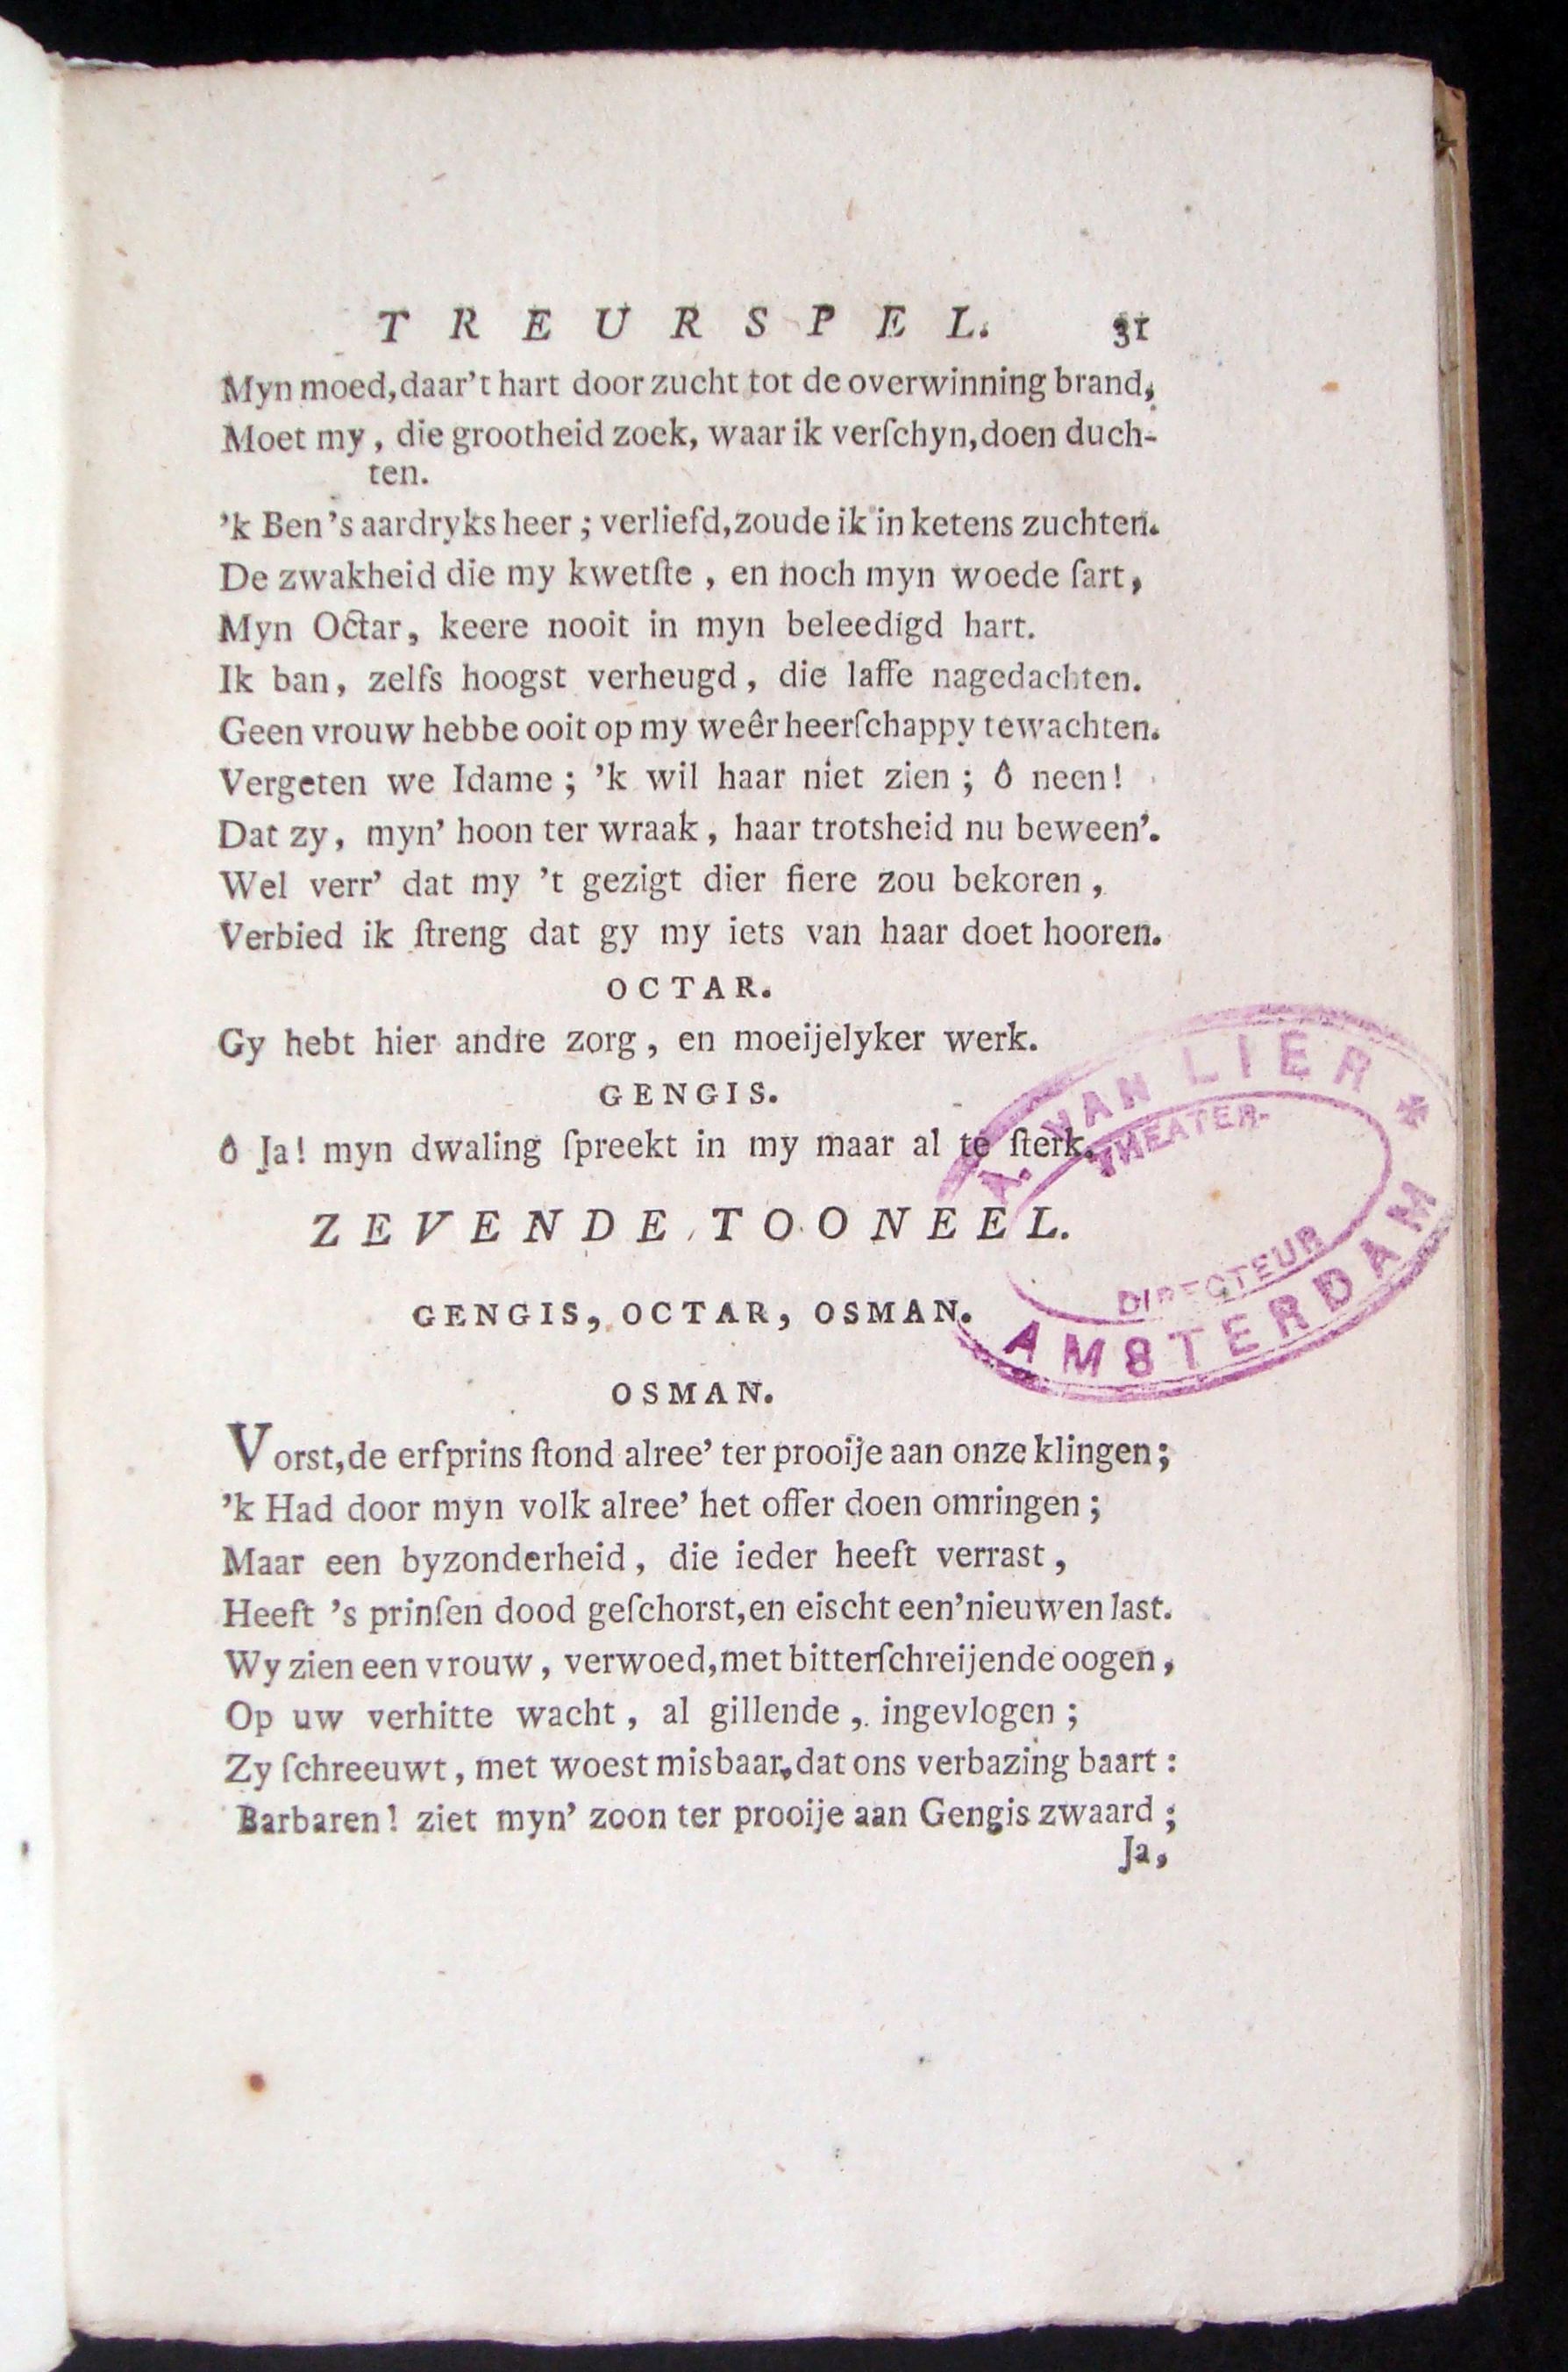 TREURSPEL. 31
Myn moed, daar't hart door zucht tot de overwinning brand,
Moet my, die grootheid zoek, waar ik verſchyn, doen duch-
ten.
'k Ben 's aardryks heer; verliefd, zoude ik in ketens zuchten.
De zwakheid die my kwetſte, en noch myn woede ſart,
Myn Octar, keere nooit in myn beleedigd hart.
Ik ban, zelfs hoogst verheugd, die laffe nagedachten.
Geen vrouw hebbe ooit op my weêr heerſchappy te wachten.
Vergeten we Idame; 'k wil haar niet zien; ô neen!
Dat zy, myn' hoon ter wraak, haar trotsheid nu beween'.
Wel verr' dat my 't gezigt dier fiere zou bekoren,
Verbied ik ſtreng dat gy my iets van haar doet hooren.
OCTAR.
Gy hebt hier andre zorg, en moeijelyker werk.
GENGIS.
ô Ja! myn dwaling ſpreekt in my maar al te ſterk.
ZEVENDE TOONEEL.
GENGIS, OCTAR, OSMAN.
OSMAN.
Vorst, de erfprins ſtond alree' ter prooije aan onze klingen;
'k Had door myn volk alree' het offer doen omringen;
Maar een byzonderheid, die ieder heeft verrast,
Heeft 's prinſen dood geſchorst, en eischt een' nieuwen last.
Wy zien een vrouw, verwoed, met bitterſchreijende oogen,
Op uw verhitte wacht, al gillende, ingevlogen;
Zy ſchreeuwt, met woest misbaar, dat ons verbazing baart:
Barbaren! ziet myn' zoon ter prooije aan Gengis zwaard;
Ja,
A. VAN LIER *
THEATER-
DIRECTEUR
AMSTERDAM